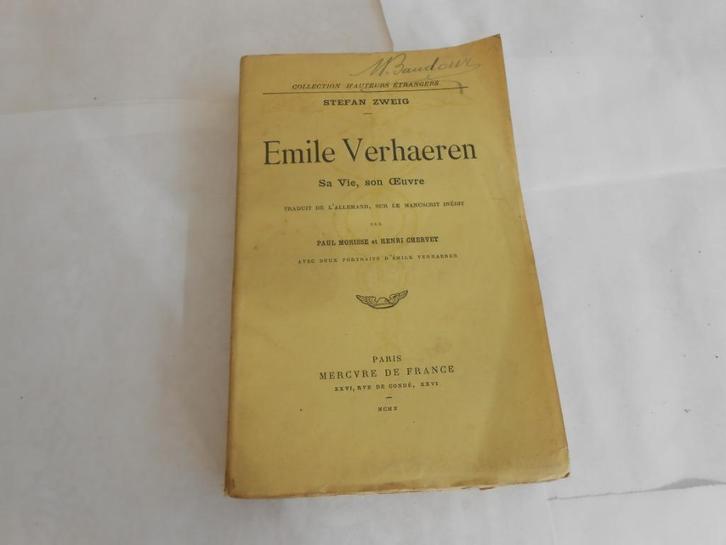 M. Baudour
COLLECTION D'AUTEURS ÉTRANGERS
STEFAN ZWEIG
Emile Verhaeren
Sa Vie, son Œuvre
TRADUIT DE L'ALLEMAND, SUR LE MANUSCRIT INÉDIT
PAR
PAUL MORISSE et HENRI CHERVET
AVEC DEUX PORTRAITS D'ÉMILE VERHAEREN
PARIS
MERCVRE DE FRANCE
XXVI, RVE DE CONDÉ, XXVI
MCMX